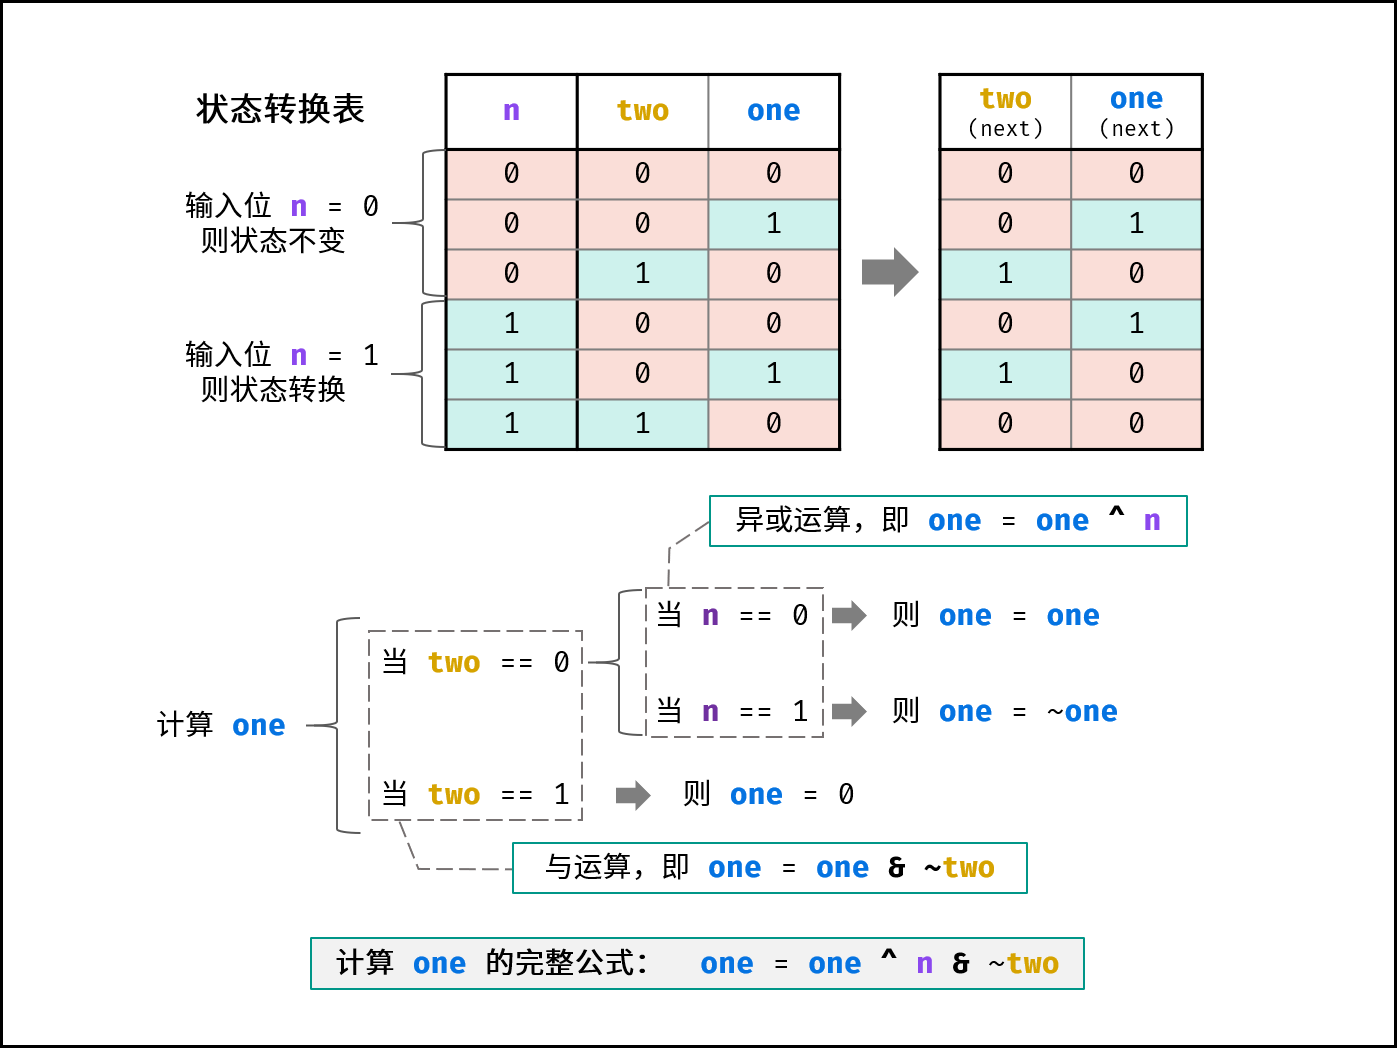 状态转换表
n two one two (next) one (next)
0 0 0 0 0
0 0 1 0 1
0 1 0 1 0
1 0 0 0 1
1 0 1 1 0
1 1 0 0 0
输入位 n = 0
则状态不变
输入位 n = 1
则状态转换
异或运算，即 one = one ^ n
当 n == 0 则 one = one
当 two == 0
当 n == 1 则 one = ~one
计算 one
当 two == 1 则 one = 0
与运算，即 one = one & ~two
计算 one 的完整公式： one = one ^ n & ~two